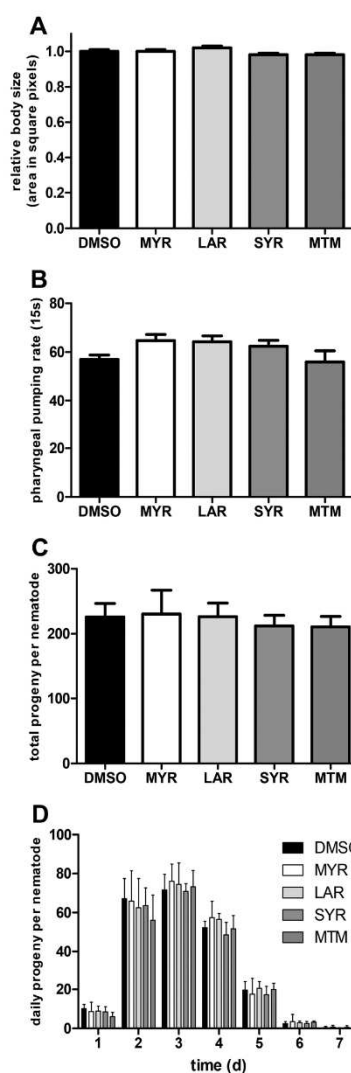 A
relative body size
(area in square pixels)
1.0
0.8
0.6
0.4
0.2
0.0
DMSO MYR LAR SYR MTM
B
pharyngeal pumping rate (15s)
80
60
40
20
0
DMSO MYR LAR SYR MTM
C
total progeny per nematode
300
200
100
0
DMSO MYR LAR SYR MTM
D
daily progeny per nematode
100
80
60
40
20
0
DMSO
MYR
LAR
SYR
MTM
1 2 3 4 5 6 7
time (d)